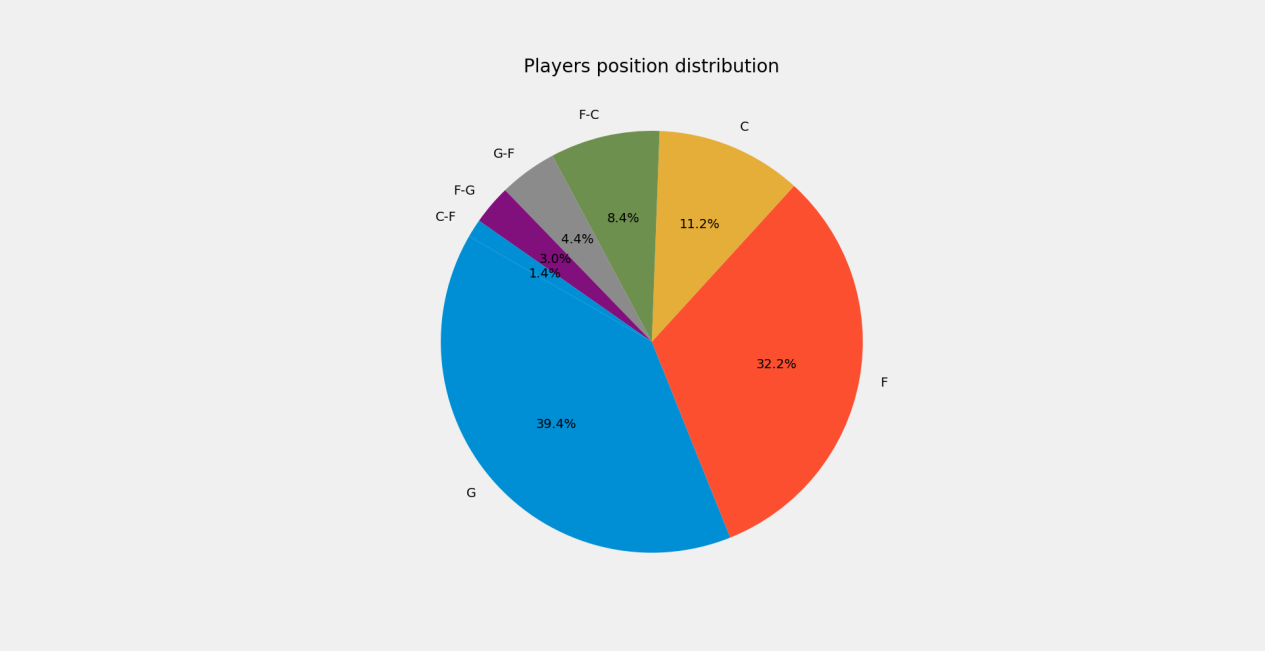 Players position distribution
F-C
C
G-F
F-G
C-F
8.4%
11.2%
4.4%
3.0%
1.4%
32.2%
F
39.4%
G